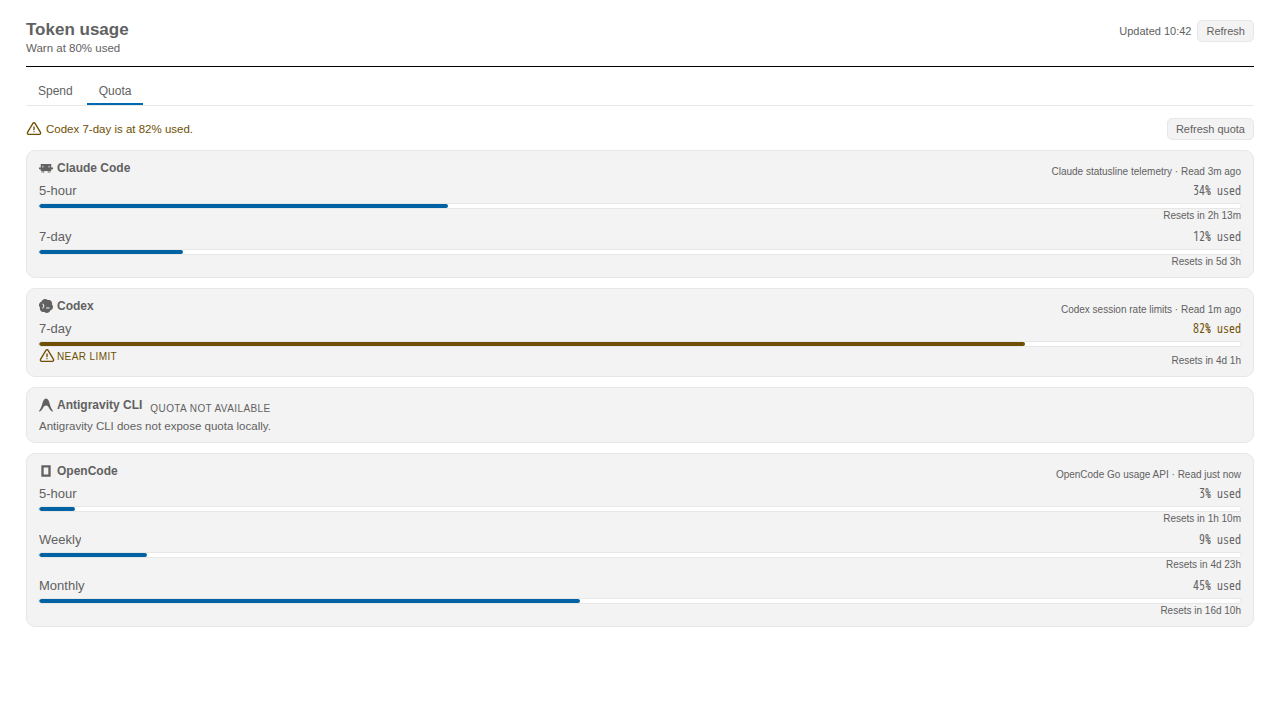 Token usage
Warn at 80% used
Updated 10:42
Refresh
Spend
Quota
Codex 7-day is at 82% used.
Refresh quota
Claude Code
Claude statusline telemetry · Read 3m ago
5-hour
34% used
Resets in 2h 13m
7-day
12% used
Resets in 5d 3h
Codex
Codex session rate limits · Read 1m ago
7-day
82% used
NEAR LIMIT
Resets in 4d 1h
Antigravity CLI
QUOTA NOT AVAILABLE
Antigravity CLI does not expose quota locally.
OpenCode
OpenCode Go usage API · Read just now
5-hour
3% used
Resets in 1h 10m
Weekly
9% used
Resets in 4d 23h
Monthly
45% used
Resets in 16d 10h